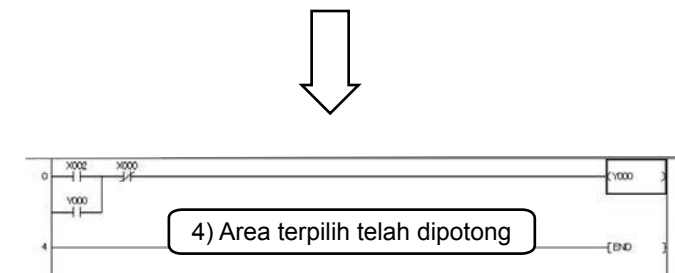 X002 X000
0 (Y000 )
Y000
4) Area terpilih telah dipotong
4 [END ]